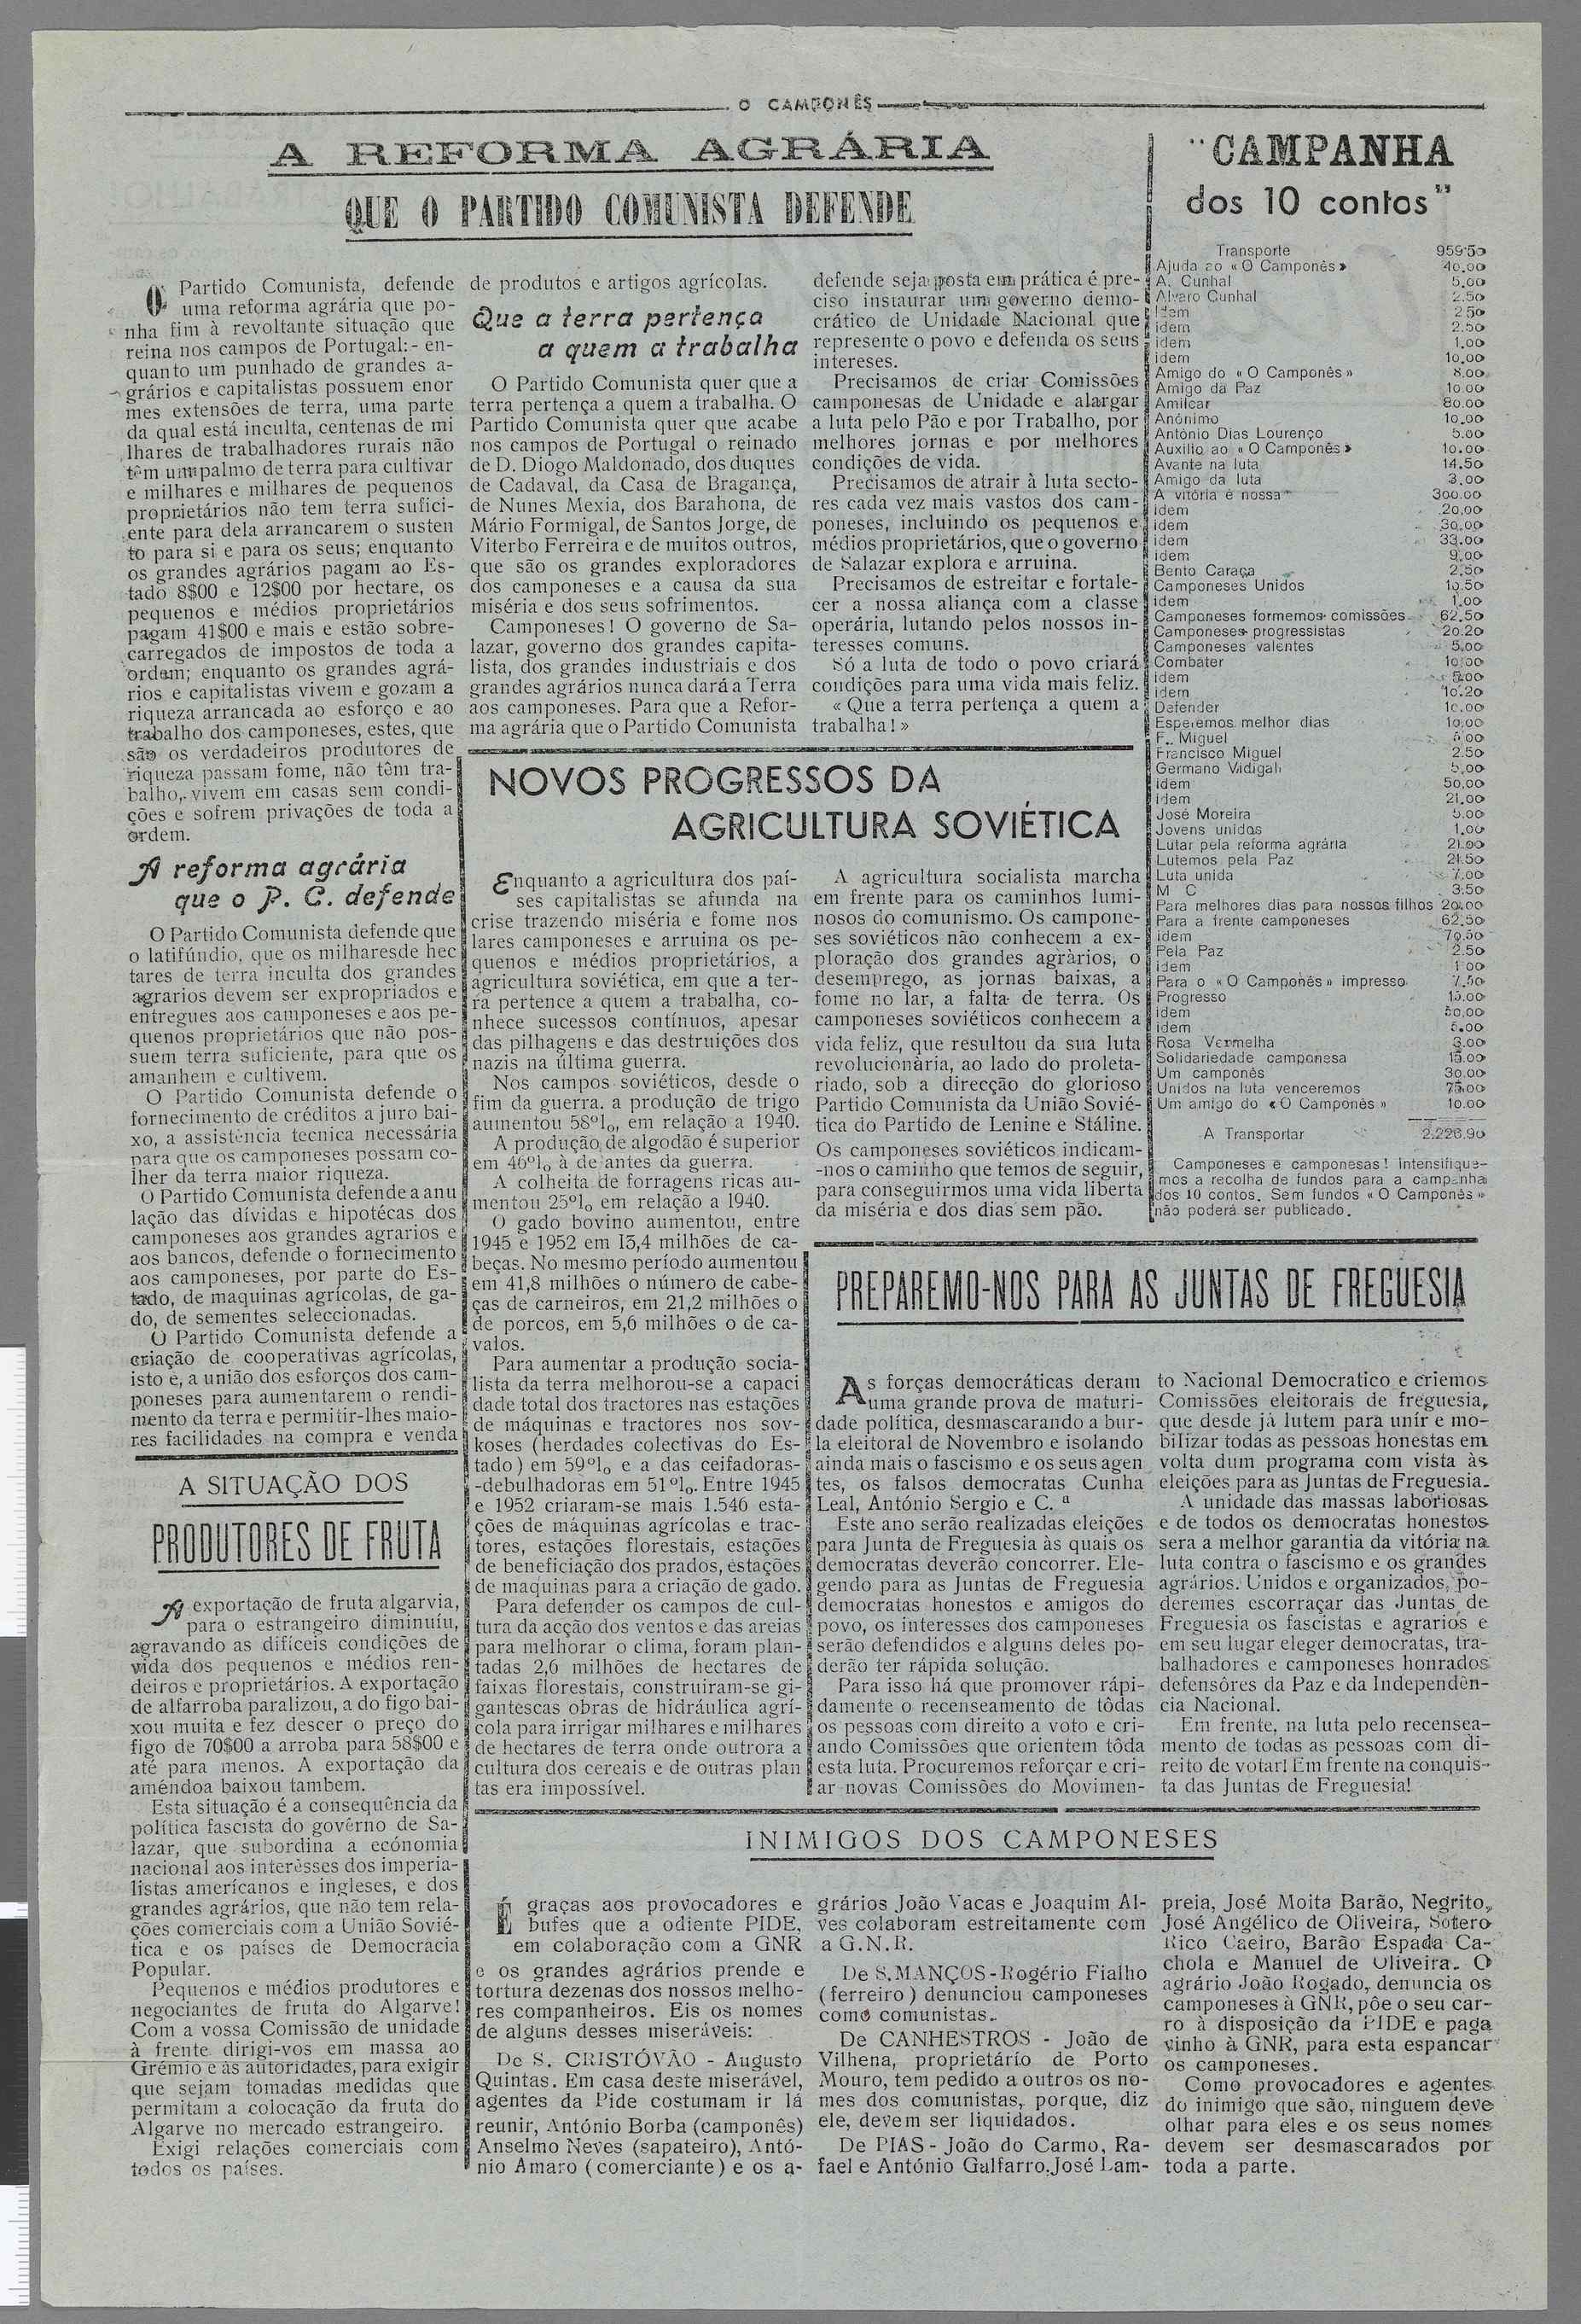 O CAMPONÊS
A REFORMA AGRÁRIA
QUE O PARTIDO COMUNISTA DEFENDE
O Partido Comunista, defende
uma reforma agrária que po-
nha fim à revoltante situação que
reina nos campos de Portugal:- en-
quanto um punhado de grandes a-
grários e capitalistas possuem enor
mes extensões de terra, uma parte
da qual está inculta, centenas de mi
lhares de trabalhadores rurais não
têm um palmo de terra para cultivar
e milhares e milhares de pequenos
proprietários não tem terra sufici-
ente para dela arrancarem o susten
to para si e para os seus; enquanto
os grandes agrários pagam ao Es-
tado 8$00 e 12$00 por hectare, os
pequenos e médios proprietários
pagam 41$00 e mais e estão sobre-
carregados de impostos de toda a
ordem; enquanto os grandes agrá-
rios e capitalistas vivem e gozam a
riqueza arrancada ao esforço e ao
trabalho dos camponeses, estes, que
são os verdadeiros produtores de
riqueza passam fome, não têm tra-
balho, vivem em casas sem condi-
ções e sofrem privações de toda a
ordem.
A reforma agrária
que o P. C. defende
O Partido Comunista defende que
o latifúndio, que os milharesde hec
tares de terra inculta dos grandes
agrarios devem ser expropriados e
entregues aos camponeses e aos pe-
quenos proprietários que não pos-
suem terra suficiente, para que os
amanhem e cultivem.
O Partido Comunista defende o
fornecimento de créditos a juro bai-
xo, a assistência tecnica necessária
para que os camponeses possam co-
lher da terra maior riqueza.
O Partido Comunista defende a anu
lação das dívidas e hipotécas dos
camponeses aos grandes agrarios e
aos bancos, defende o fornecimento
aos camponeses, por parte do Es-
tado, de maquinas agrícolas, de ga-
do, de sementes seleccionadas.
O Partido Comunista defende a
criação de cooperativas agrícolas,
isto é, a união dos esforços dos cam-
poneses para aumentarem o rendi-
mento da terra e permitir-lhes maio-
res facilidades na compra e venda
de produtos e artigos agrícolas.
Que a terra pertença
a quem a trabalha
O Partido Comunista quer que a
terra pertença a quem a trabalha. O
Partido Comunista quer que acabe
nos campos de Portugal o reinado
de D. Diogo Maldonado, dos duques
de Cadaval, da Casa de Bragança,
de Nunes Mexia, dos Barahona, de
Mário Formigal, de Santos Jorge, de
Viterbo Ferreira e de muitos outros,
que são os grandes exploradores
dos camponeses e a causa da sua
miséria e dos seus sofrimentos.
Camponeses! O governo de Sa-
lazar, governo dos grandes capita-
lista, dos grandes industriais e dos
grandes agrários nunca dará a Terra
aos camponeses. Para que a Refor-
ma agrária que o Partido Comunista
defende seja posta em prática é pre-
ciso instaurar um governo demo-
crático de Unidade Nacional que
represente o povo e defenda os seus
intereses.
Precisamos de criar Comissões
camponesas de Unidade e alargar
a luta pelo Pão e por Trabalho, por
melhores jornas e por melhores
condições de vida.
Precisamos de atrair à luta secto-
res cada vez mais vastos dos cam-
poneses, incluindo os pequenos e
médios proprietários, que o governo
de Salazar explora e arruina.
Precisamos de estreitar e fortale-
cer a nossa aliança com a classe
operária, lutando pelos nossos in-
teresses comuns.
Só a luta de todo o povo criará
condições para uma vida mais feliz.
« Que a terra pertença a quem a
trabalha! »
"CAMPANHA
dos 10 contos"
Transporte 959.50
Ajuda ao « O Camponês » 40.00
A. Cunhal 5.00
Alvaro Cunhal 2.50
Idem 2.50
idem 2.50
idem 1.00
idem 10.00
Amigo do « O Camponês » 8.00
Amigo da Paz 10.00
Amilcar 80.00
Anónimo 10.00
António Dias Lourenço 5.00
Auxilio ao « O Camponês » 10.00
Avante na luta 14.50
Amigo da luta 3.00
A vitória é nossa 300.00
idem 20.00
idem 30.00
idem 33.00
idem 9.00
Bento Caraça 2.50
Camponeses Unidos 10.50
idem 1.00
Camponeses formemos comissões 62.50
Camponeses progressistas 20.20
Camponeses valentes 5.00
Combater 10.00
idem 5.00
idem 10.20
Defender 10.00
Esperemos melhor dias 10.00
F. Miguel 5.00
Francisco Miguel 2.50
Germano Vidigal 5.00
idem 50.00
idem 21.00
José Moreira 5.00
Jovens unidos 1.00
Lutar pela reforma agrária 21.00
Lutemos pela Paz 21.50
Luta unida 7.00
M C 3.50
Para melhores dias para nossos filhos 20.00
Para a frente camponeses 62.50
idem 79.50
Pela Paz 2.50
idem 1.00
Para o « O Camponês » impresso 7.50
Progresso 15.00
idem 50.00
idem 5.00
Rosa Vermelha 3.00
Solidariedade camponesa 15.00
Um camponês 30.00
Unidos na luta venceremos 75.00
Um amigo do « O Camponês » 10.00
A Transportar 2.226.90
Camponeses e camponesas! Intensifique-
mos a recolha de fundos para a campanha
dos 10 contos. Sem fundos « O Camponês »
não poderá ser publicado.
NOVOS PROGRESSOS DA
AGRICULTURA SOVIÉTICA
Enquanto a agricultura dos paí-
ses capitalistas se afunda na
crise trazendo miséria e fome nos
lares camponeses e arruina os pe-
quenos e médios proprietários, a
agricultura soviética, em que a ter-
ra pertence a quem a trabalha, co-
nhece sucessos contínuos, apesar
das pilhagens e das destruições dos
nazis na última guerra.
Nos campos soviéticos, desde o
fim da guerra. a produção de trigo
aumentou 58%, em relação a 1940.
A produção de algodão é superior
em 46% à de antes da guerra.
A colheita de forragens ricas au-
mentou 25% em relação a 1940.
O gado bovino aumentou, entre
1945 e 1952 em 13,4 milhões de ca-
beças. No mesmo período aumentou
em 41,8 milhões o número de cabe-
ças de carneiros, em 21,2 milhões o
de porcos, em 5,6 milhões o de ca-
valos.
Para aumentar a produção socia-
lista da terra melhorou-se a capaci
dade total dos tractores nas estações
de máquinas e tractores nos sov-
koses (herdades colectivas do Es-
tado) em 59% e a das ceifadoras-
-debulhadoras em 51%. Entre 1945
e 1952 criaram-se mais 1.546 esta-
ções de máquinas agrícolas e trac-
tores, estações florestais, estações
de beneficiação dos prados, estações
de maquinas para a criação de gado.
Para defender os campos de cul-
tura da acção dos ventos e das areias
para melhorar o clima, foram plan-
tadas 2,6 milhões de hectares de
faixas florestais, construíram-se gi-
gantescas obras de hidráulica agrí-
cola para irrigar milhares e milhares
de hectares de terra onde outrora a
cultura dos cereais e de outras plan
tas era impossível.
A agricultura socialista marcha
em frente para os caminhos lumi-
nosos do comunismo. Os campone-
ses soviéticos não conhecem a ex-
ploração dos grandes agràrios, o
desemprego, as jornas baixas, a
fome no lar, a falta de terra. Os
camponeses soviéticos conhecem a
vida feliz, que resultou da sua luta
revolucionària, ao lado do proleta-
riado, sob a direcção do glorioso
Partido Comunista da União Sovié-
tica do Partido de Lenine e Stáline.
Os camponeses soviéticos indicam-
-nos o caminho que temos de seguir,
para conseguirmos uma vida liberta
da miséria e dos dias sem pão.
A SITUAÇÃO DOS
PRODUTORES DE FRUTA
A exportação de fruta algarvia,
para o estrangeiro diminuíu,
agravando as difíceis condições de
vida dos pequenos e médios ren-
deiros e proprietários. A exportação
de alfarroba paralizou, a do figo bai-
xou muita e fez descer o preço do
figo de 70$00 a arroba para 58$00 e
até para menos. A exportação da
amêndoa baixou tambem.
Esta situação é a consequência da
política fascista do govêrno de Sa-
lazar, que subordina a ecónomia
nacional aos interêsses dos imperia-
listas amerícanos e ingleses, e dos
grandes agrários, que não tem rela-
ções comerciais com a União Sovié-
tica e os países de Democracia
Popular.
Pequenos e médios produtores e
negociantes de fruta do Algarve!
Com a vossa Comissão de unidade
à frente dirigi-vos em massa ao
Grémio e às autoridades, para exigir
que sejam tomadas medidas que
permitam a colocação da fruta do
Algarve no mercado estrangeiro.
Exigi relações comerciais com
todos os países.
PREPAREMO-NOS PARA AS JUNTAS DE FREGUESIA
As forças democráticas deram
uma grande prova de maturi-
dade política, desmascarando a bur-
la eleitoral de Novembro e isolando
ainda mais o fascismo e os seus agen
tes, os falsos democratas Cunha
Leal, António Sergio e C. ª
Este ano serão realizadas eleições
para Junta de Freguesia às quais os
democratas deverão concorrer. Ele-
gendo para as Juntas de Freguesia
democratas honestos e amigos do
povo, os interesses dos camponeses
serão defendidos e alguns deles po-
derão ter rápida solução.
Para isso há que promover rápi-
damente o recenseamento de tôdas
os pessoas com direito a voto e cri-
ando Comissões que orientem tôda
esta luta. Procuremos reforçar e cri-
ar novas Comissões do Movimen-
to Nacional Democratico e criemos
Comissões eleitorais de freguesia,
que desde já lutem para unir e mo-
bilizar todas as pessoas honestas em
volta dum programa com vista às
eleições para as Juntas de Freguesia.
A unidade das massas laboriosas
e de todos os democratas honestos
sera a melhor garantia da vitória na
luta contra o fascismo e os grandes
agrários. Unidos e organizados, po-
deremes escorraçar das Juntas de
Freguesia os fascistas e agrarios e
em seu lugar eleger democratas, tra-
balhadores e camponeses honrados
defensôres da Paz e da Independên-
cia Nacional.
Em frente, na luta pelo recensea-
mento de todas as pessoas com di-
reito de votar! Em frente na conquis-
ta das Juntas de Freguesia!
INIMIGOS DOS CAMPONESES
É graças aos provocadores e
bufes que a odiente PIDE,
em colaboração com a GNR
e os grandes agrários prende e
tortura dezenas dos nossos melho-
res companheiros. Eis os nomes
de alguns desses miseráveis:
De S. CRISTÓVÃO - Augusto
Quintas. Em casa deste miserável,
agentes da Pide costumam ir lá
reunir, António Borba (camponês)
Anselmo Neves (sapateiro), Antó-
nio Amaro (comerciante) e os a-
grários João Vacas e Joaquim Al-
ves colaboram estreitamente com
a G.N.R.
De S.MANÇOS - Rogério Fialho
(ferreiro) denunciou camponeses
como comunistas.
De CANHESTROS - João de
Vilhena, proprietário de Porto
Mouro, tem pedido a outros os no-
mes dos comunistas, porque, diz
ele, devem ser liquidados.
De PIAS - João do Carmo, Ra-
fael e António Galfarro,José Lam-
preia, José Moita Barão, Negrito,
José Angélico de Oliveira, Sotero
Rico Caeiro, Barão Espada Ca-
chola e Manuel de Oliveira. O
agrário João Rogado, denuncia os
camponeses à GNR, põe o seu car-
ro à disposição da PIDE e paga
vinho à GNR, para esta espancar
os camponeses.
Como provocadores e agentes
do inimigo que são, ninguem deve
olhar para eles e os seus nomes
devem ser desmascarados por
toda a parte.